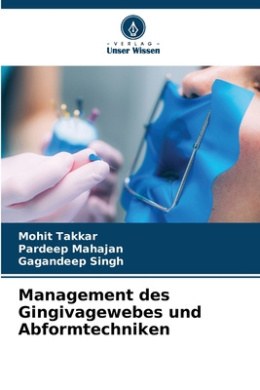 VERLAG
Unser Wissen
Mohit Takkar
Pardeep Mahajan
Gagandeep Singh
Management des
Gingivagewebes und
Abformtechniken